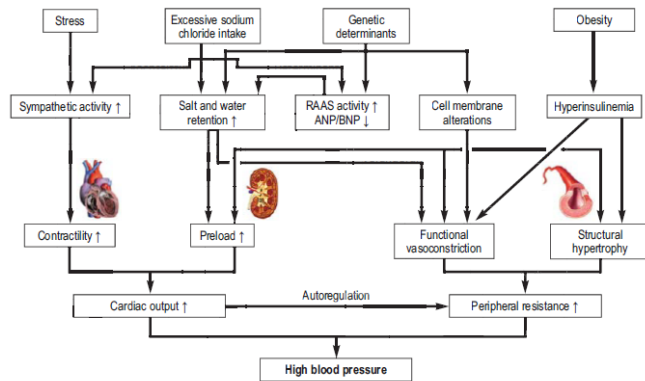 Stress
Excessive sodium
chloride intake
Genetic
determinants
Obesity
Sympathetic activity ↑
Salt and water
retention ↑
RAAS activity ↑
ANP/BNP ↓
Cell membrane
alterations
Hyperinsulinemia
Contractility ↑
Preload ↑
Functional
vasoconstriction
Structural
hypertrophy
Cardiac output ↑
Autoregulation
Peripheral resistance ↑
High blood pressure